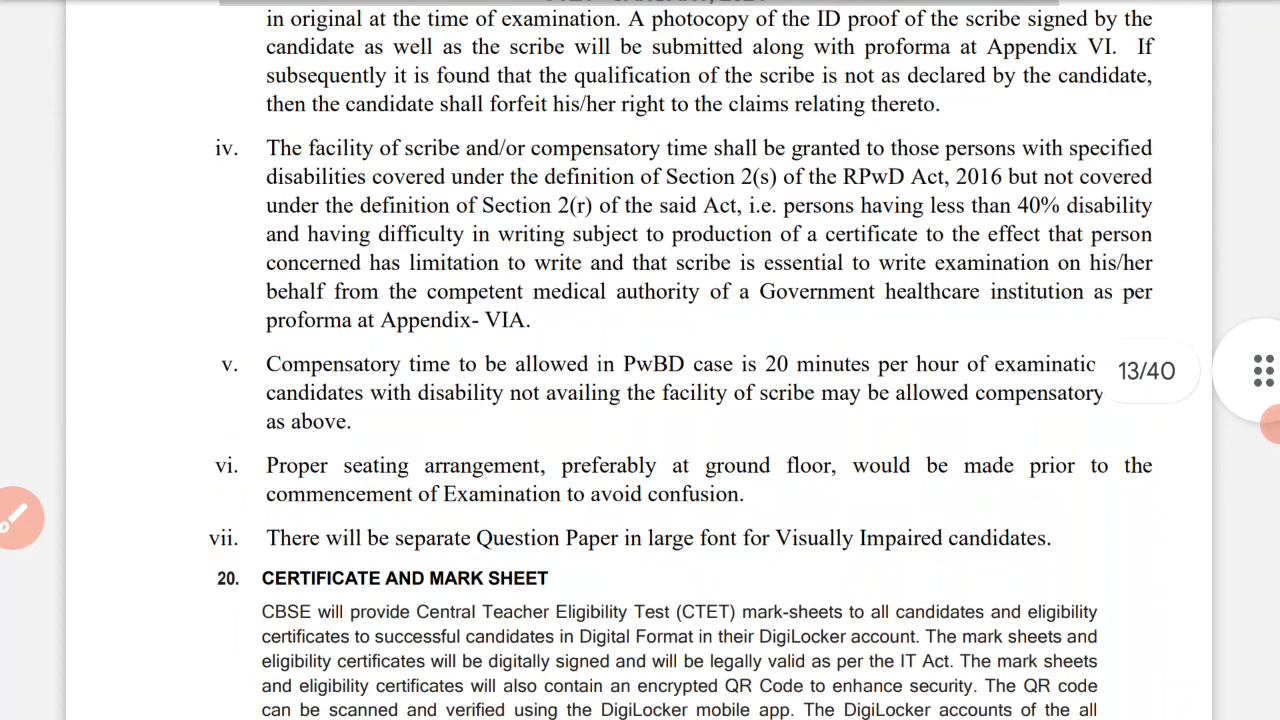 in original at the time of examination. A photocopy of the ID proof of the scribe signed by the
candidate as well as the scribe will be submitted along with proforma at Appendix VI. If
subsequently it is found that the qualification of the scribe is not as declared by the candidate,
then the candidate shall forfeit his/her right to the claims relating thereto.
iv. The facility of scribe and/or compensatory time shall be granted to those persons with specified
disabilities covered under the definition of Section 2(s) of the RPwD Act, 2016 but not covered
under the definition of Section 2(r) of the said Act, i.e. persons having less than 40% disability
and having difficulty in writing subject to production of a certificate to the effect that person
concerned has limitation to write and that scribe is essential to write examination on his/her
behalf from the competent medical authority of a Government healthcare institution as per
proforma at Appendix- VIA.
v. Compensatory time to be allowed in PwBD case is 20 minutes per hour of examinatic
candidates with disability not availing the facility of scribe may be allowed compensatory
as above.
13/40
vi. Proper seating arrangement, preferably at ground floor, would be made prior to the
commencement of Examination to avoid confusion.
vii. There will be separate Question Paper in large font for Visually Impaired candidates.
20. CERTIFICATE AND MARK SHEET
CBSE will provide Central Teacher Eligibility Test (CTET) mark-sheets to all candidates and eligibility
certificates to successful candidates in Digital Format in their DigiLocker account. The mark sheets and
eligibility certificates will be digitally signed and will be legally valid as per the IT Act. The mark sheets
and eligibility certificates will also contain an encrypted QR Code to enhance security. The QR code
can be scanned and verified using the DigiLocker mobile app. The DigiLocker accounts of the all